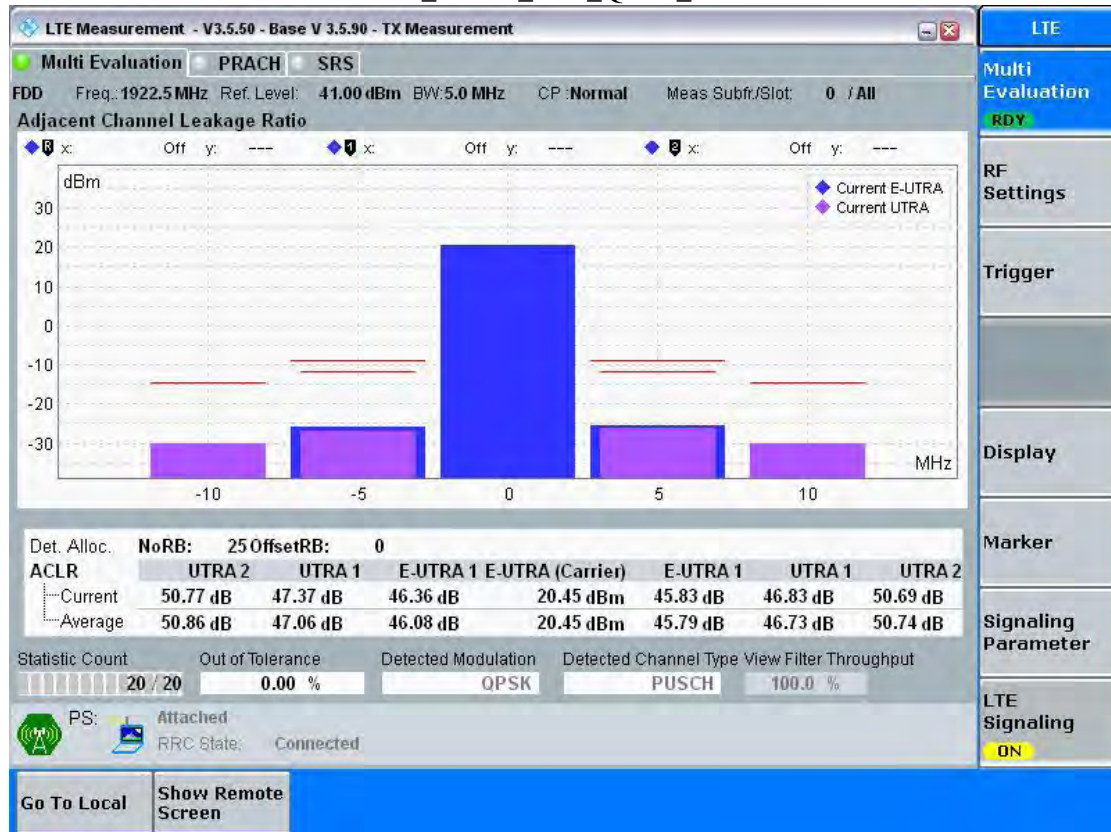 LTE Measurement - V3.5.50 - Base V 3.5.90 - TX Measurement
LTE
Multi Evaluation PRACH SRS
Multi Evaluation
RDY
FDD Freq.: 1922.5 MHz Ref. Level: 41.00 dBm BW: 5.0 MHz CP : Normal Meas Subfr./Slot: 0 / All
Adjacent Channel Leakage Ratio
R x: Off y: --- 1 x: Off y: --- 2 x: Off y: ---
dBm
Current E-UTRA
Current UTRA
30
20
10
0
-10
-20
-30
MHz
-10 -5 0 5 10
RF Settings
Trigger
Display
Marker
Signaling Parameter
LTE Signaling
ON
Det. Alloc. NoRB: 25 OffsetRB: 0
ACLR UTRA 2 UTRA 1 E-UTRA 1 E-UTRA (Carrier) E-UTRA 1 UTRA 1 UTRA 2
Current 50.77 dB 47.37 dB 46.36 dB 20.45 dBm 45.83 dB 46.83 dB 50.69 dB
Average 50.86 dB 47.06 dB 46.08 dB 20.45 dBm 45.79 dB 46.73 dB 50.74 dB
Statistic Count Out of Tolerance Detected Modulation Detected Channel Type View Filter Throughput
20 / 20 0.00 % QPSK PUSCH 100.0 %
PS: Attached
RRC State: Connected
Go To Local
Show Remote Screen